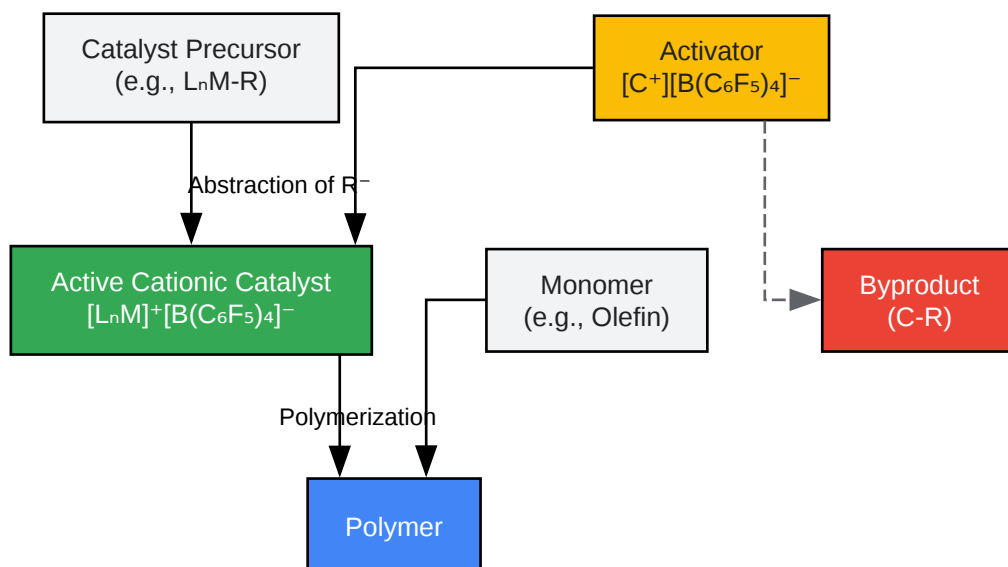 Catalyst Precursor
(e.g., LₙM-R)
Activator
[C⁺][B(C₆F₅)₄]⁻
Abstraction of R⁻
Active Cationic Catalyst
[LₙM]⁺[B(C₆F₅)₄]⁻
Monomer
(e.g., Olefin)
Byproduct
(C-R)
Polymerization
Polymer